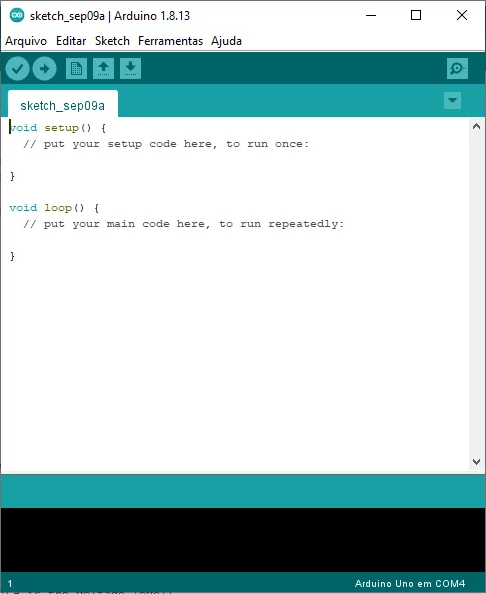 sketch_sep09a | Arduino 1.8.13
Arquivo Editar Sketch Ferramentas Ajuda
sketch_sep09a
void setup() {
  // put your setup code here, to run once:
}
void loop() {
  // put your main code here, to run repeatedly:
}
1 Arduino Uno em COM4